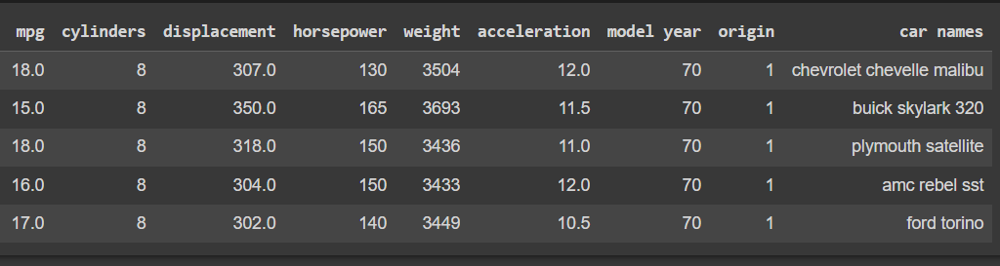 mpg cylinders displacement horsepower weight acceleration model year origin car names
18.0 8 307.0 130 3504 12.0 70 1 chevrolet chevelle malibu
15.0 8 350.0 165 3693 11.5 70 1 buick skylark 320
18.0 8 318.0 150 3436 11.0 70 1 plymouth satellite
16.0 8 304.0 150 3433 12.0 70 1 amc rebel sst
17.0 8 302.0 140 3449 10.5 70 1 ford torino